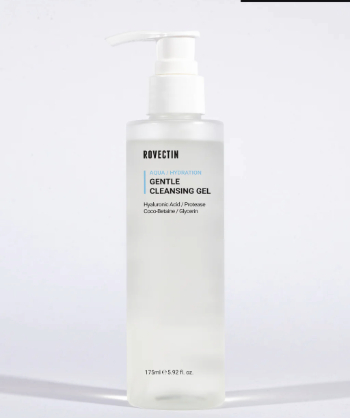 ROVECTIN
AQUA - HYDRATION
GENTLE
CLEANSING GEL
Hyaluronic Acid / Protease
Coco-Betaine / Glycerin
175ml ℮ 5.92 fl. oz.